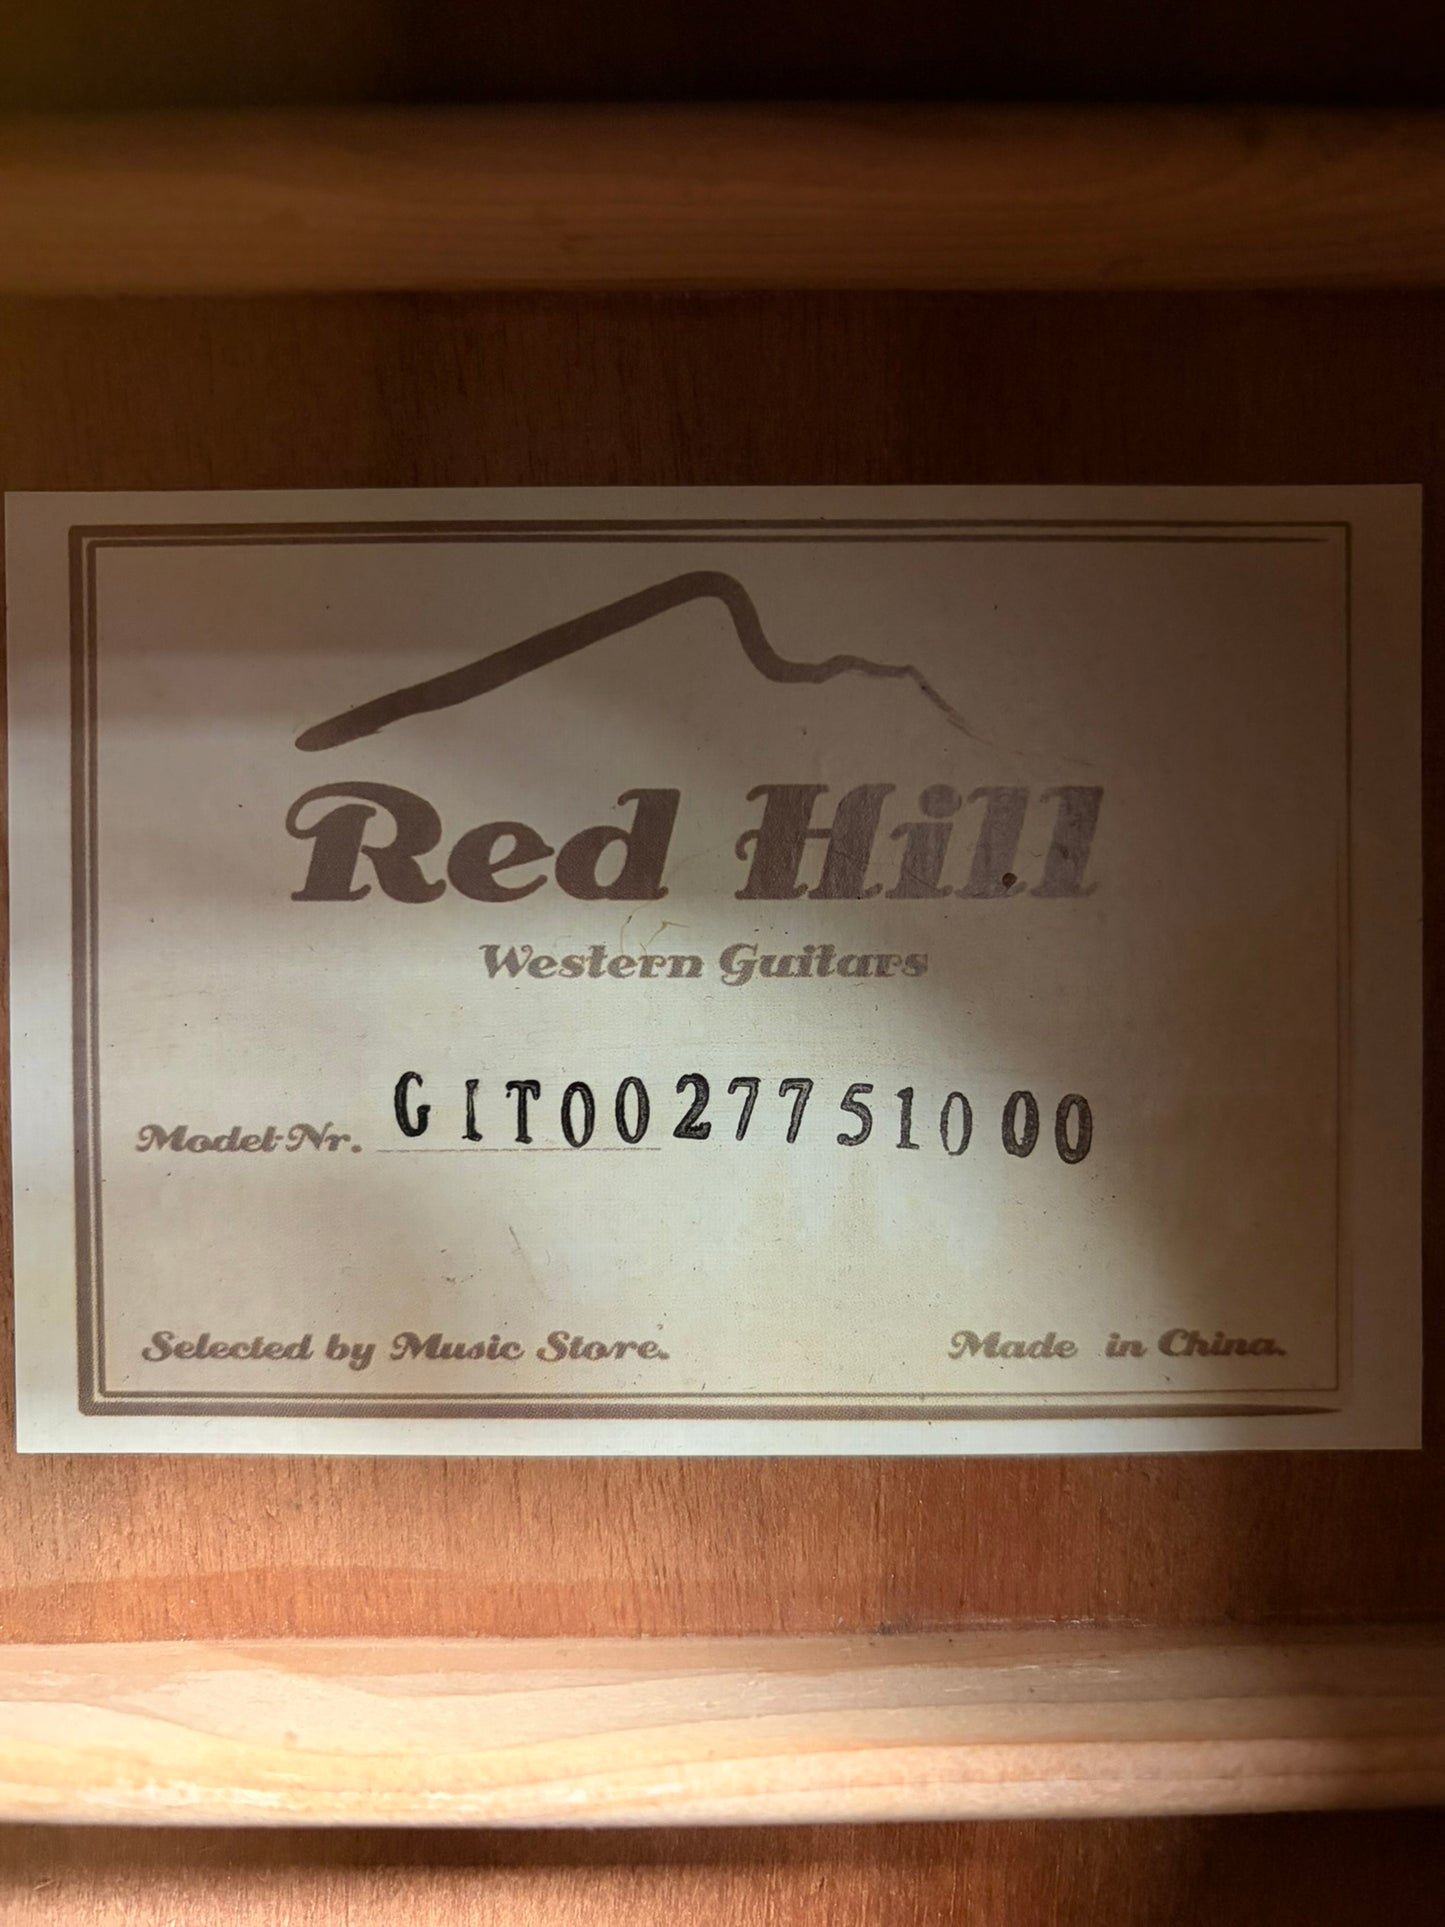 Red Hill
Western Guitars
Model-Nr. GIT0027751000
Selected by Music Store.
Made in China.